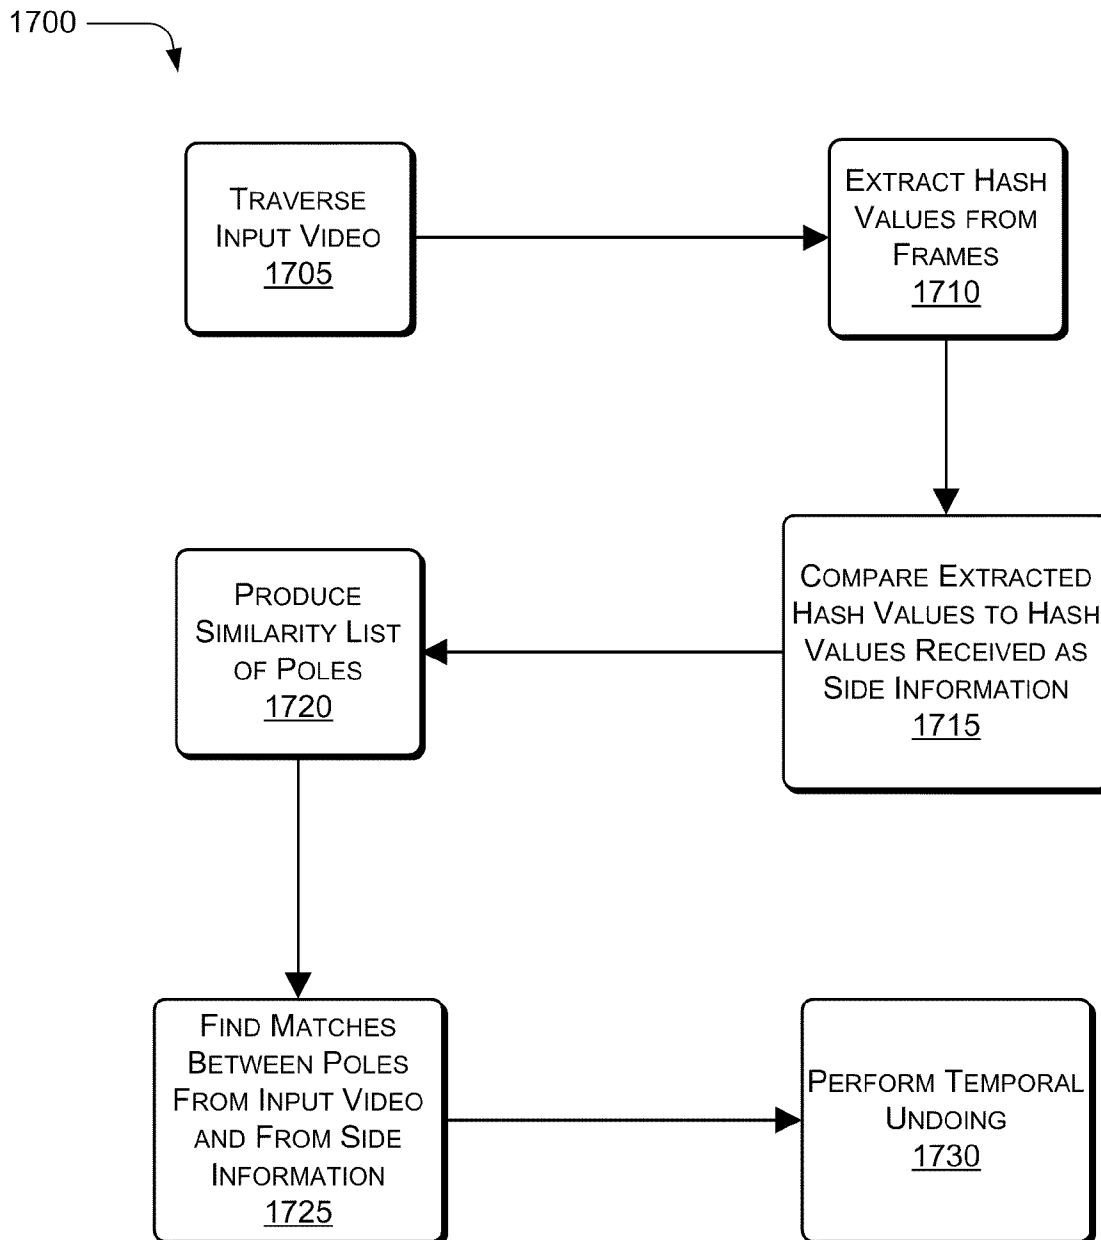 1700
TRAVERSE
INPUT VIDEO
1705
EXTRACT HASH
VALUES FROM
FRAMES
1710
COMPARE EXTRACTED
HASH VALUES TO HASH
VALUES RECEIVED AS
SIDE INFORMATION
1715
PRODUCE
SIMILARITY LIST
OF POLES
1720
FIND MATCHES
BETWEEN POLES
FROM INPUT VIDEO
AND FROM SIDE
INFORMATION
1725
PERFORM TEMPORAL
UNDOING
1730